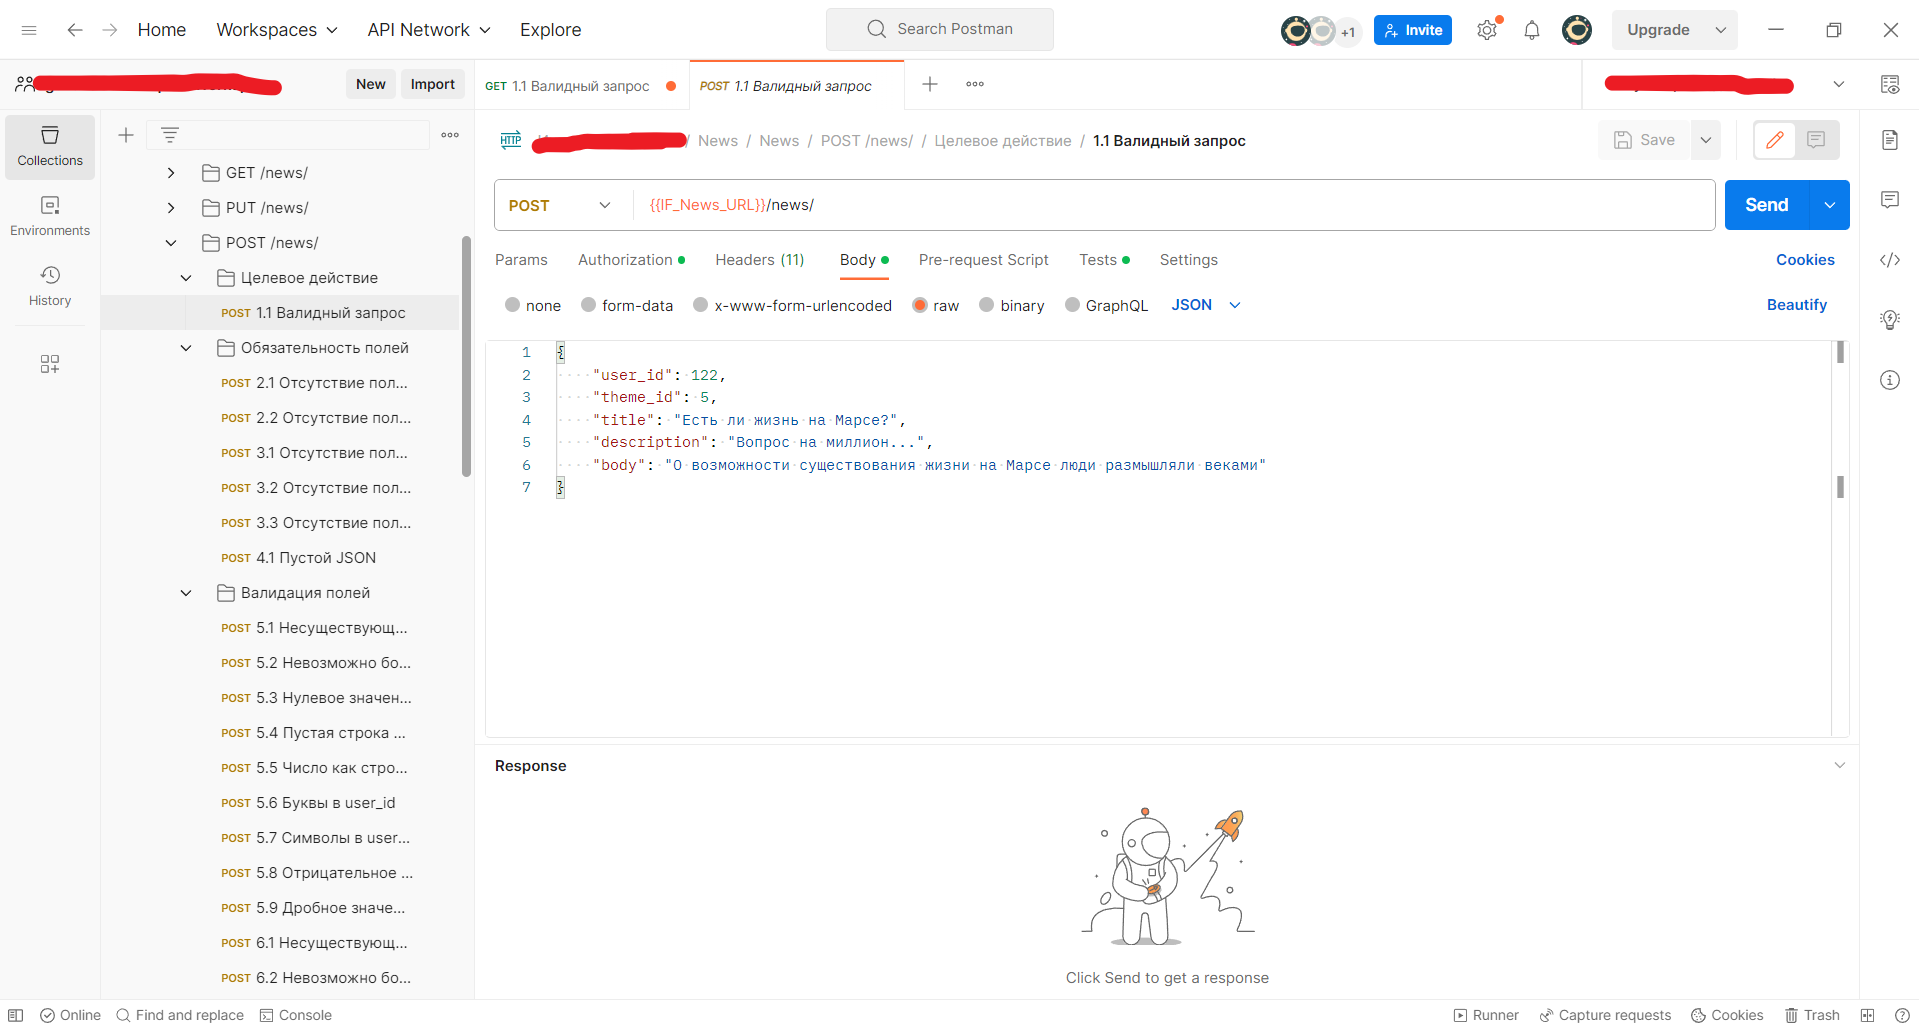 Home Workspaces API Network Explore Search Postman +1 Invite Upgrade
New Import GET 1.1 Валидный запрос POST 1.1 Валидный запрос
Collections
Environments
History
GET /news/
PUT /news/
POST /news/
Целевое действие
POST 1.1 Валидный запрос
Обязательность полей
POST 2.1 Отсутствие пол...
POST 2.2 Отсутствие пол...
POST 3.1 Отсутствие пол...
POST 3.2 Отсутствие пол...
POST 3.3 Отсутствие пол...
POST 4.1 Пустой JSON
Валидация полей
POST 5.1 Несуществующ...
POST 5.2 Невозможно бо...
POST 5.3 Нулевое значен...
POST 5.4 Пустая строка ...
POST 5.5 Число как стро...
POST 5.6 Буквы в user_id
POST 5.7 Символы в user...
POST 5.8 Отрицательное ...
POST 5.9 Дробное значе...
POST 6.1 Несуществующ...
POST 6.2 Невозможно бо...
HTTP / News / News / POST /news/ / Целевое действие / 1.1 Валидный запрос Save
POST {{IF_News_URL}}/news/ Send
Params Authorization Headers (11) Body Pre-request Script Tests Settings Cookies
none form-data x-www-form-urlencoded raw binary GraphQL JSON Beautify
1 {
2 "user_id": 122,
3 "theme_id": 5,
4 "title": "Есть ли жизнь на Марсе?",
5 "description": "Вопрос на миллион...",
6 "body": "О возможности существования жизни на Марсе люди размышляли веками"
7 }
Response
Click Send to get a response
Online Find and replace Console Runner Capture requests Cookies Trash